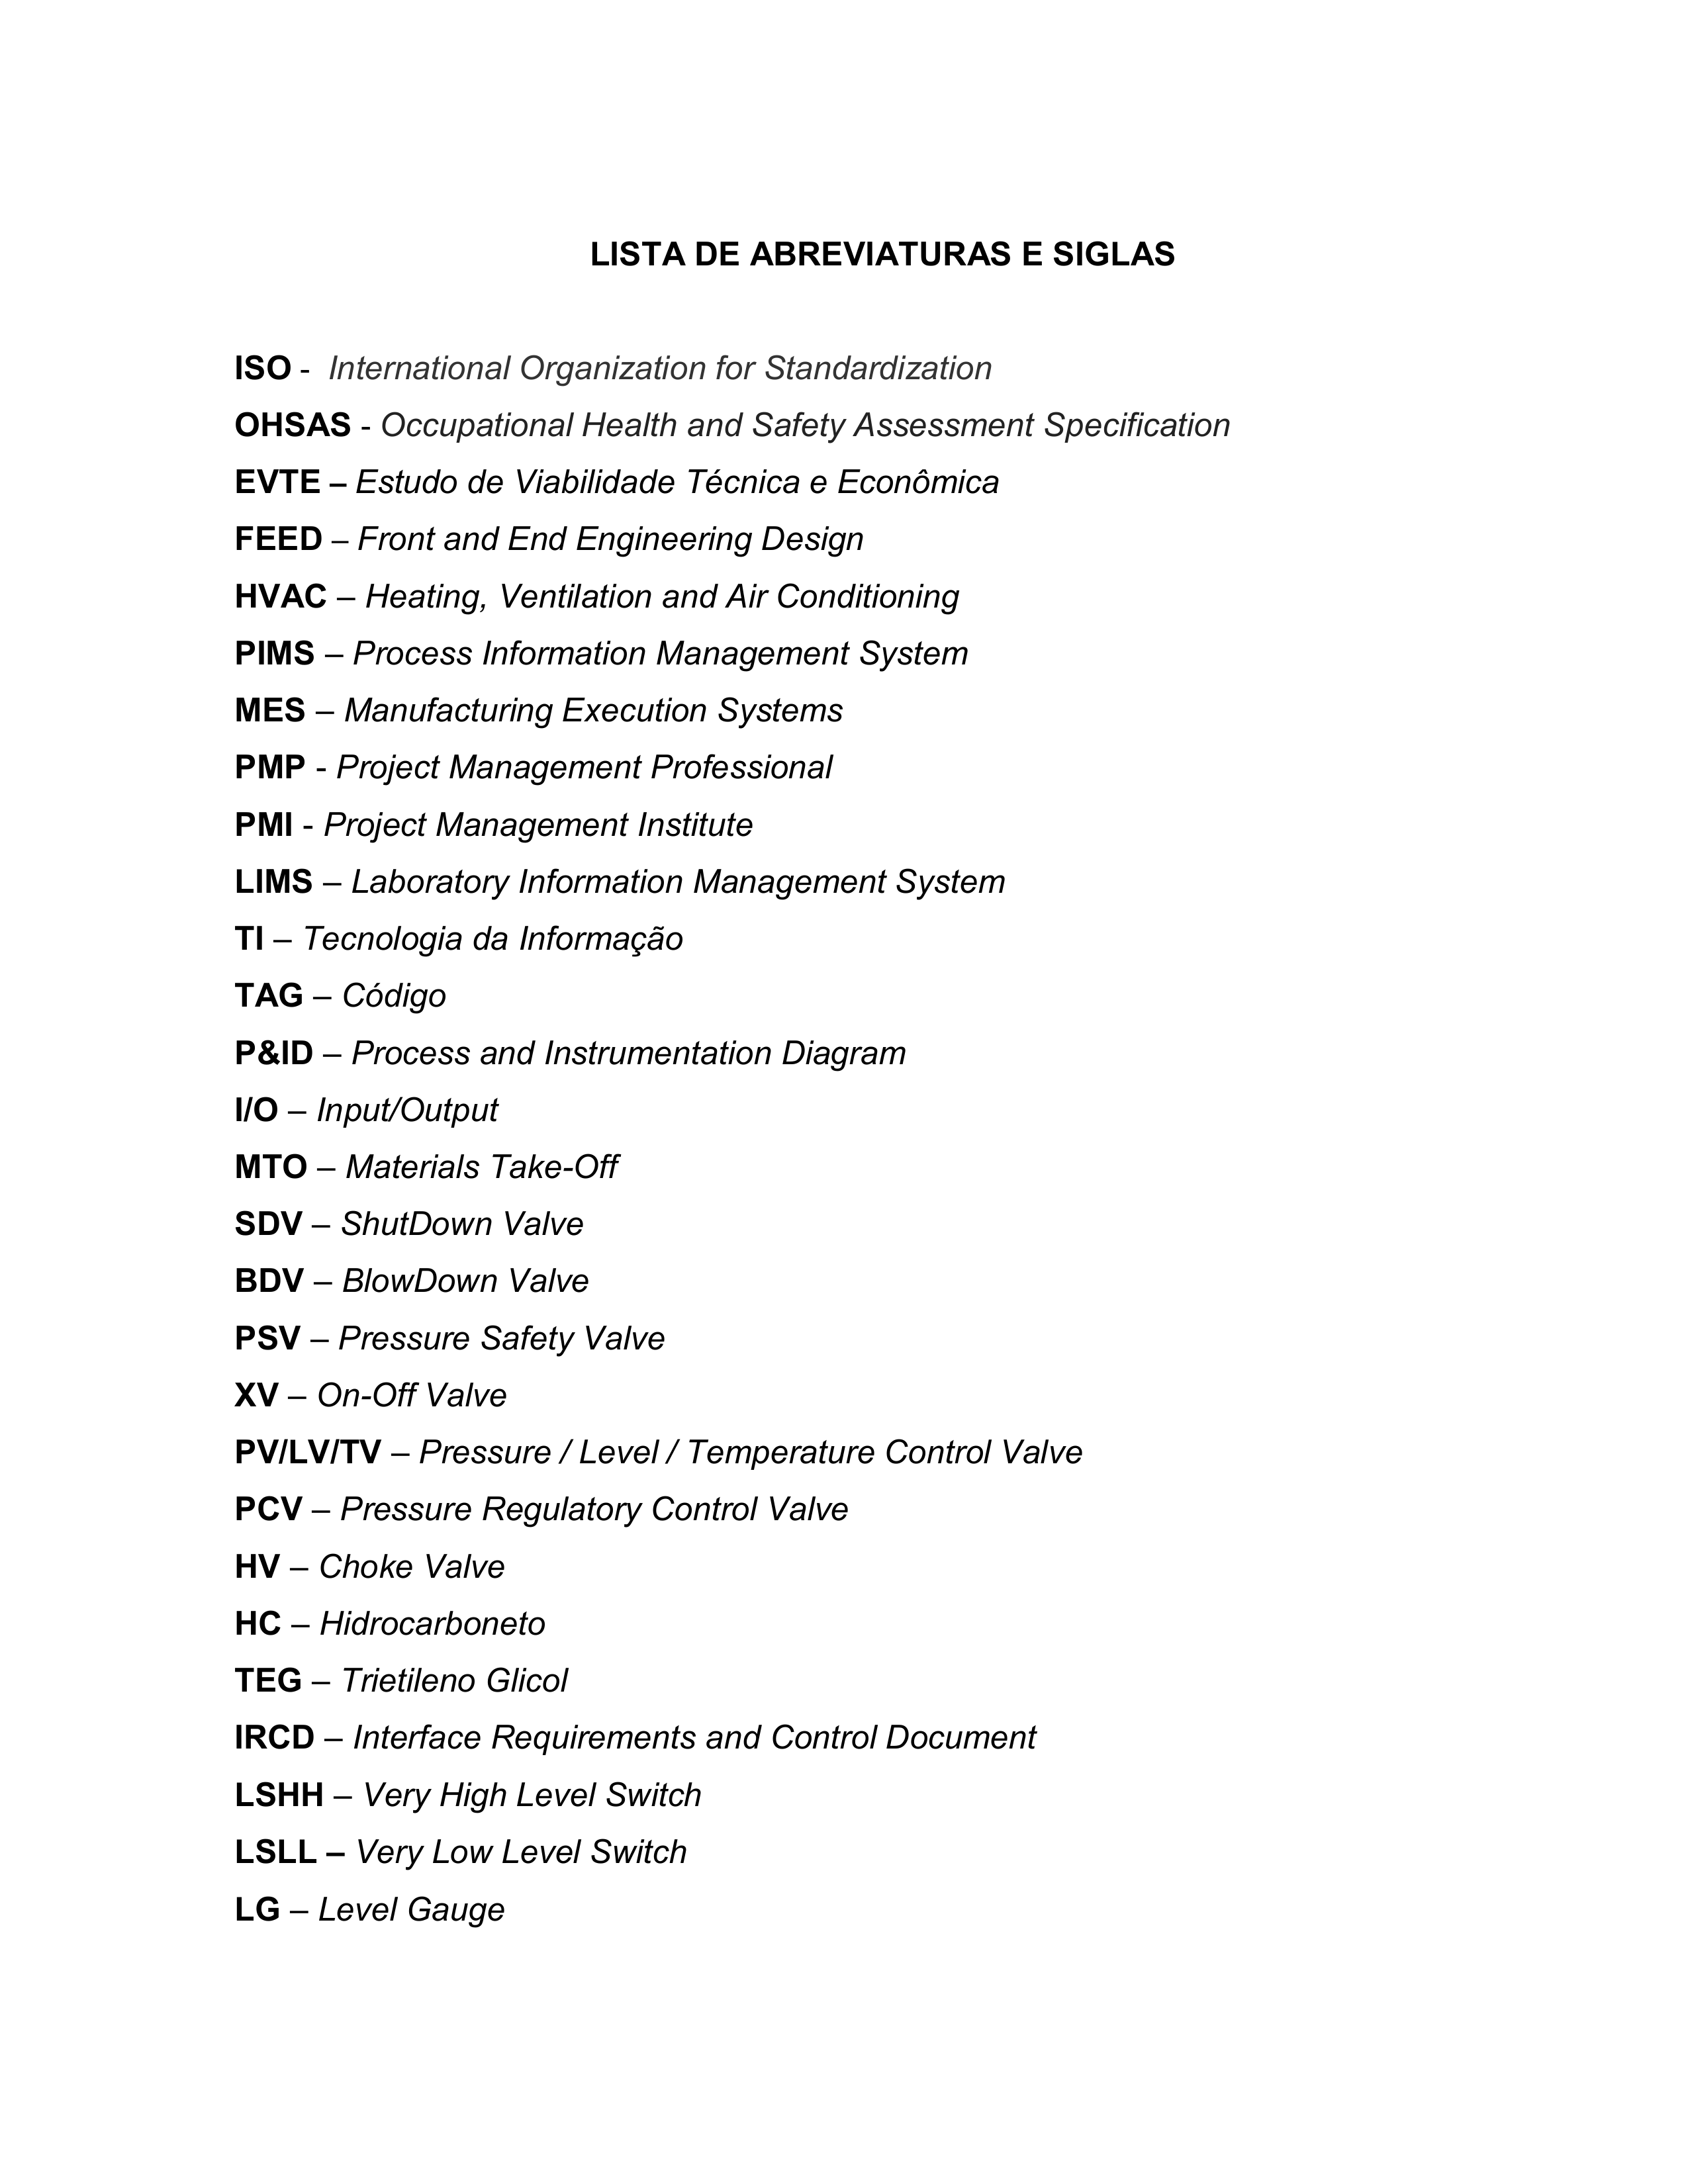 LISTA DE ABREVIATURAS E SIGLAS
ISO - International Organization for Standardization
OHSAS - Occupational Health and Safety Assessment Specification
EVTE – Estudo de Viabilidade Técnica e Econômica
FEED – Front and End Engineering Design
HVAC – Heating, Ventilation and Air Conditioning
PIMS – Process Information Management System
MES – Manufacturing Execution Systems
PMP - Project Management Professional
PMI - Project Management Institute
LIMS – Laboratory Information Management System
TI – Tecnologia da Informação
TAG – Código
P&ID – Process and Instrumentation Diagram
I/O – Input/Output
MTO – Materials Take-Off
SDV – ShutDown Valve
BDV – BlowDown Valve
PSV – Pressure Safety Valve
XV – On-Off Valve
PV/LV/TV – Pressure / Level / Temperature Control Valve
PCV – Pressure Regulatory Control Valve
HV – Choke Valve
HC – Hidrocarboneto
TEG – Trietileno Glicol
IRCD – Interface Requirements and Control Document
LSHH – Very High Level Switch
LSLL – Very Low Level Switch
LG – Level Gauge